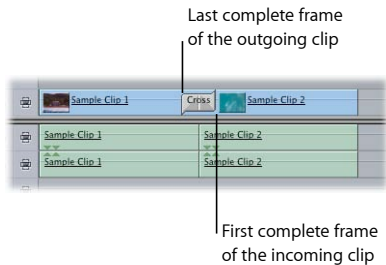 Last complete frame
of the outgoing clip
Sample Clip 1 Cross Sample Clip 2
Sample Clip 1 Sample Clip 2
Sample Clip 1 Sample Clip 2
First complete frame
of the incoming clip